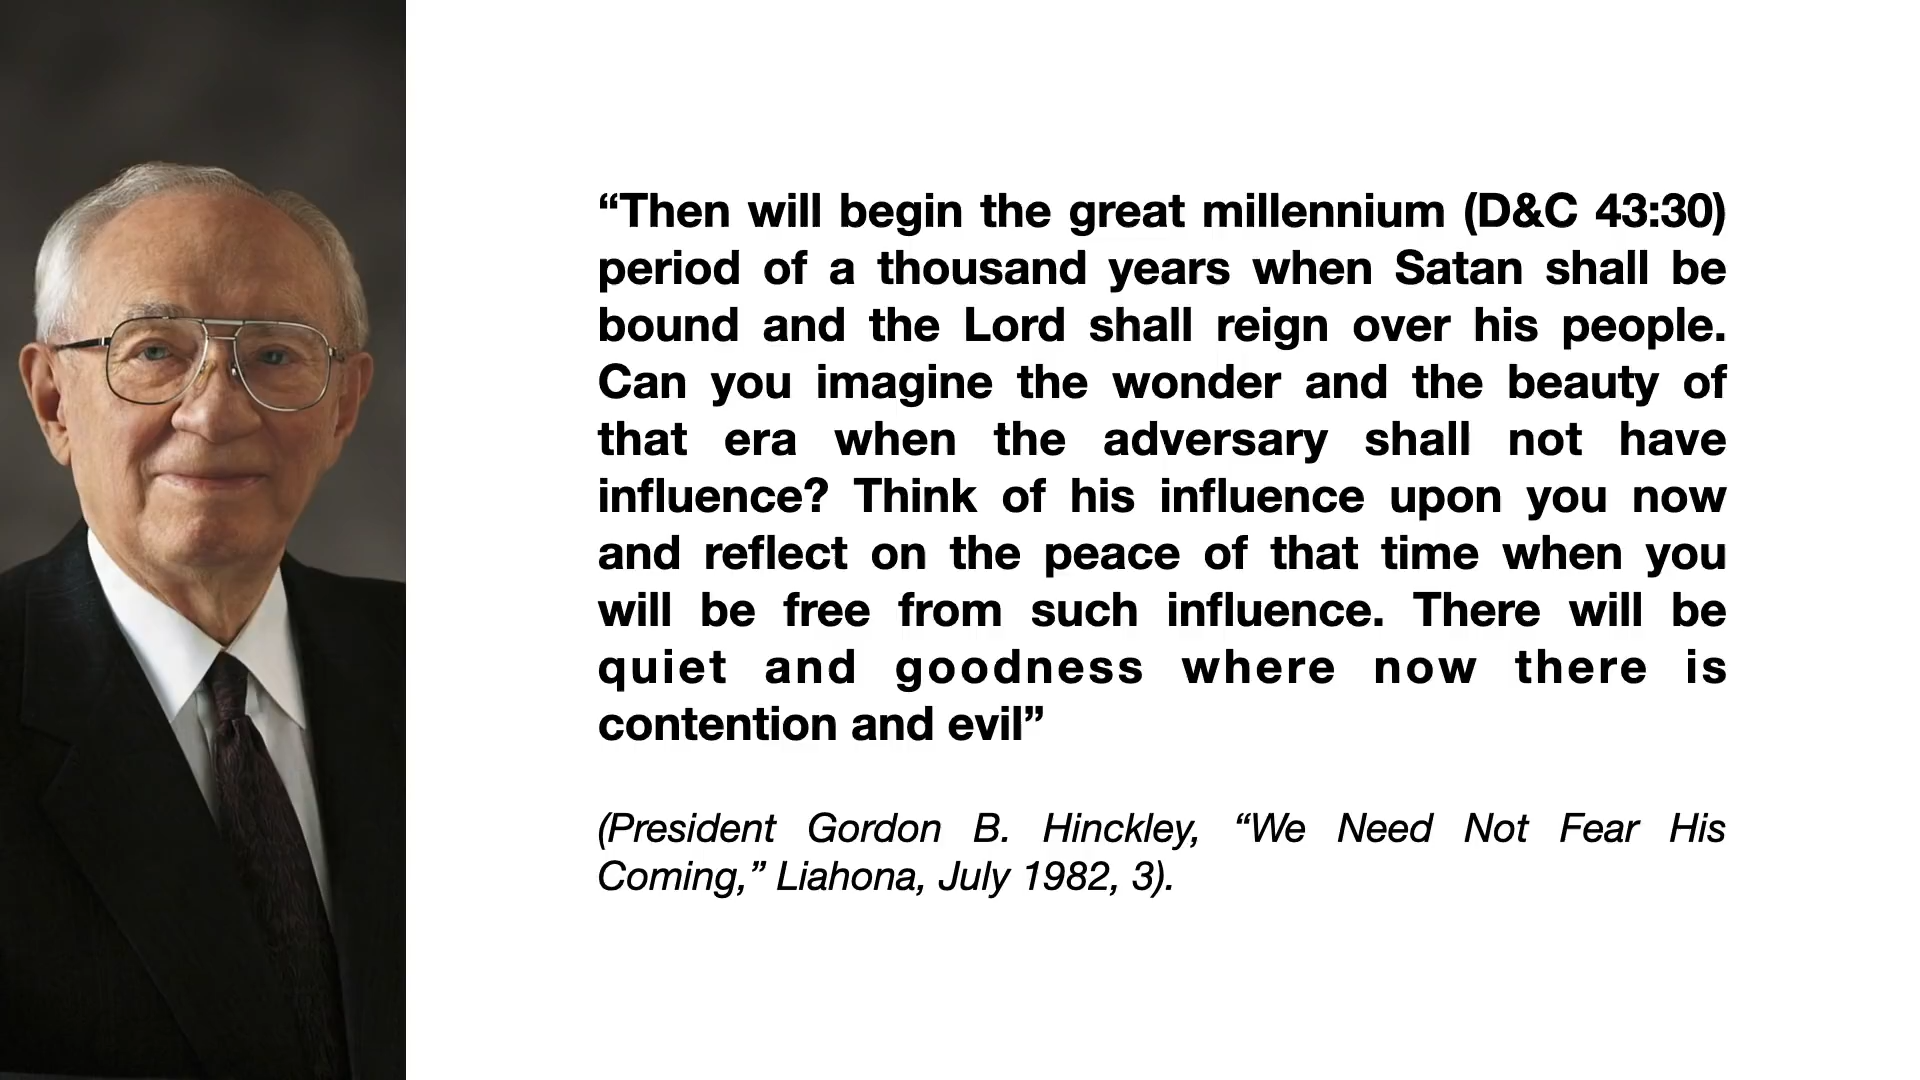 “Then will begin the great millennium (D&C 43:30)
period of a thousand years when Satan shall be
bound and the Lord shall reign over his people.
Can you imagine the wonder and the beauty of
that era when the adversary shall not have
influence? Think of his influence upon you now
and reflect on the peace of that time when you
will be free from such influence. There will be
quiet and goodness where now there is
contention and evil”
(President Gordon B. Hinckley, “We Need Not Fear His
Coming,” Liahona, July 1982, 3).